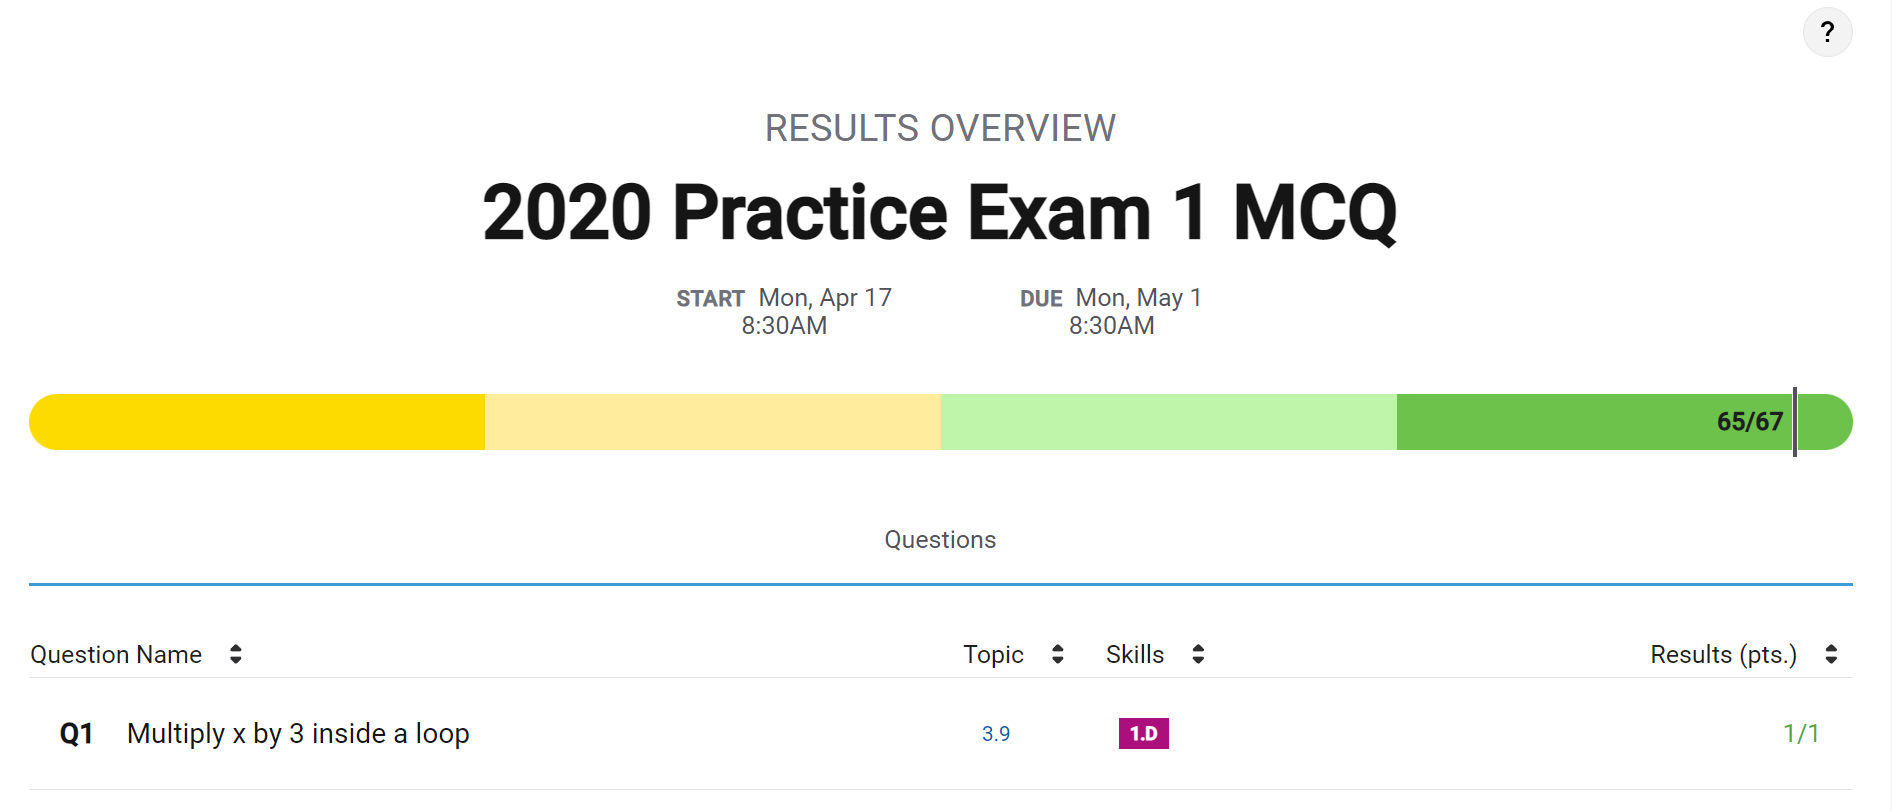 ?
RESULTS OVERVIEW
2020 Practice Exam 1 MCQ
START Mon, Apr 17
8:30AM
DUE Mon, May 1
8:30AM
65/67
Questions
Question Name Topic Skills Results (pts.)
Q1 Multiply x by 3 inside a loop 3.9 1.D 1/1